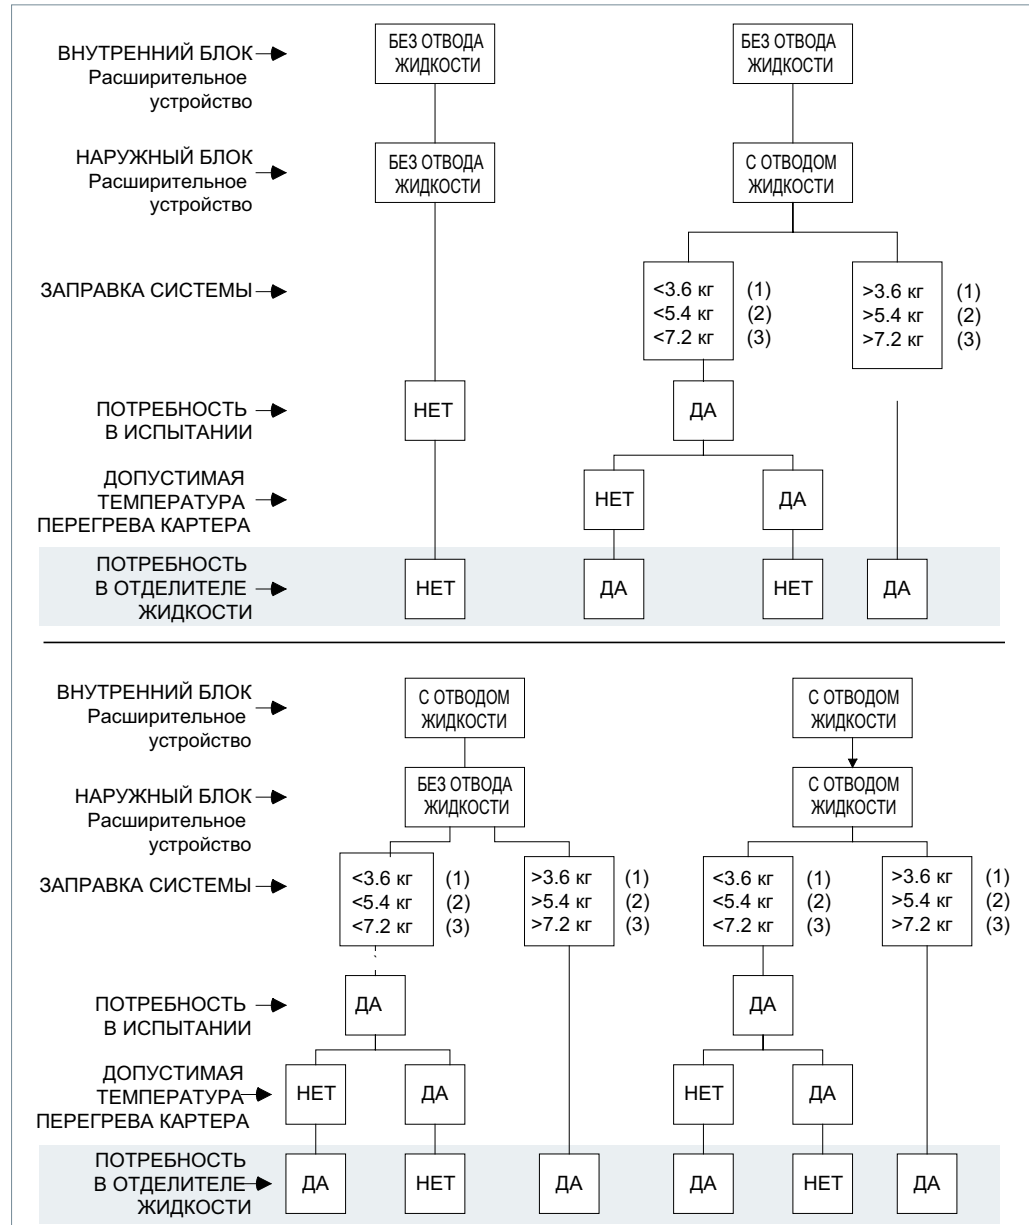 ВНУТРЕННИЙ БЛОК
Расширительное
устройство
БЕЗ ОТВОДА
ЖИДКОСТИ
БЕЗ ОТВОДА
ЖИДКОСТИ
НАРУЖНЫЙ БЛОК
Расширительное
устройство
БЕЗ ОТВОДА
ЖИДКОСТИ
С ОТВОДОМ
ЖИДКОСТИ
ЗАПРАВКА СИСТЕМЫ
<3.6 кг (1)
<5.4 кг (2)
<7.2 кг (3)
>3.6 кг (1)
>5.4 кг (2)
>7.2 кг (3)
ПОТРЕБНОСТЬ
В ИСПЫТАНИИ
НЕТ
ДА
ДОПУСТИМАЯ
ТЕМПЕРАТУРА
ПЕРЕГРЕВА КАРТЕРА
НЕТ
ДА
ПОТРЕБНОСТЬ
В ОТДЕЛИТЕЛЕ
ЖИДКОСТИ
НЕТ
ДА
НЕТ
ДА
ВНУТРЕННИЙ БЛОК
Расширительное
устройство
С ОТВОДОМ
ЖИДКОСТИ
С ОТВОДОМ
ЖИДКОСТИ
НАРУЖНЫЙ БЛОК
Расширительное
устройство
БЕЗ ОТВОДА
ЖИДКОСТИ
С ОТВОДОМ
ЖИДКОСТИ
ЗАПРАВКА СИСТЕМЫ
<3.6 кг (1)
<5.4 кг (2)
<7.2 кг (3)
>3.6 кг (1)
>5.4 кг (2)
>7.2 кг (3)
<3.6 кг (1)
<5.4 кг (2)
<7.2 кг (3)
>3.6 кг (1)
>5.4 кг (2)
>7.2 кг (3)
ПОТРЕБНОСТЬ
В ИСПЫТАНИИ
ДА
ДА
ДОПУСТИМАЯ
ТЕМПЕРАТУРА
ПЕРЕГРЕВА КАРТЕРА
НЕТ
ДА
НЕТ
ДА
ПОТРЕБНОСТЬ
В ОТДЕЛИТЕЛЕ
ЖИДКОСТИ
ДА
НЕТ
ДА
ДА
НЕТ
ДА